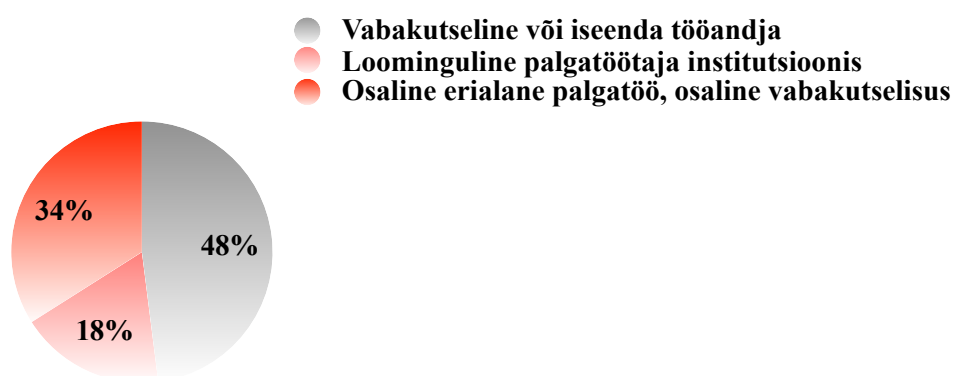 Vabakutseline või iseenda tööandja
Loominguline palgatöötaja institutsioonis
Osaline erialane palgatöö, osaline vabakutselisus
34%
48%
18%